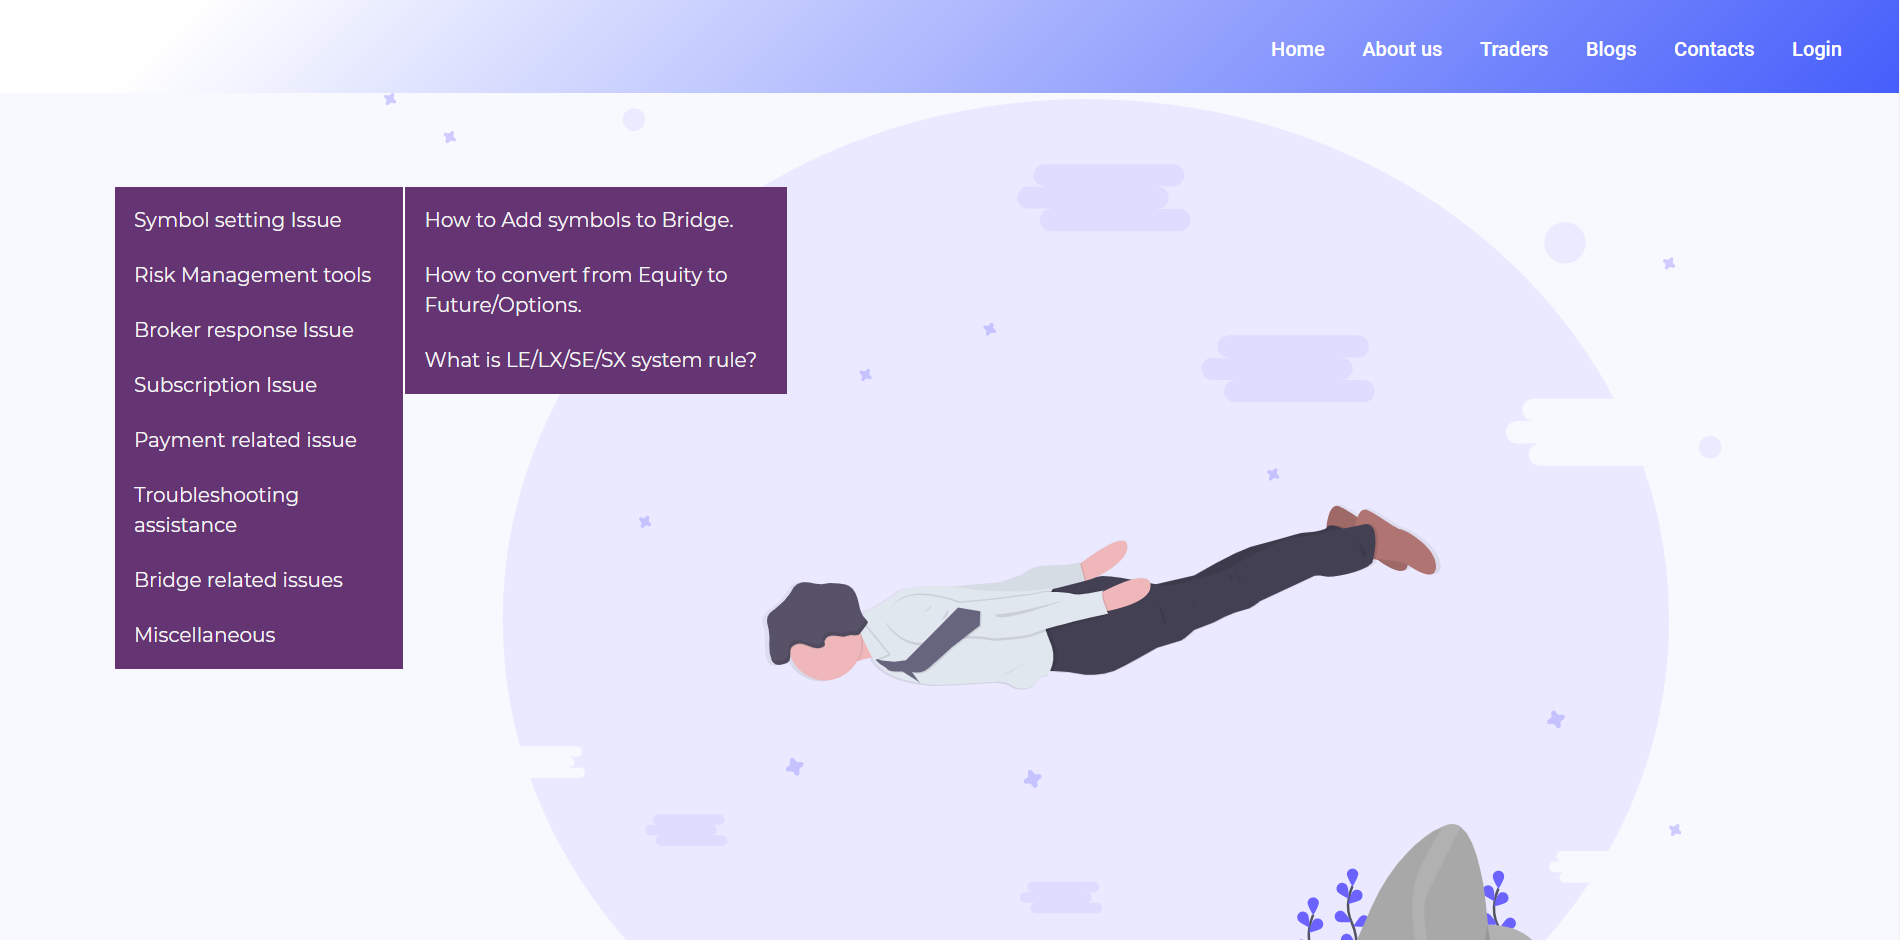 Home About us Traders Blogs Contacts Login
Symbol setting Issue
Risk Management tools
Broker response Issue
Subscription Issue
Payment related issue
Troubleshooting
assistance
Bridge related issues
Miscellaneous
How to Add symbols to Bridge.
How to convert from Equity to
Future/Options.
What is LE/LX/SE/SX system rule?